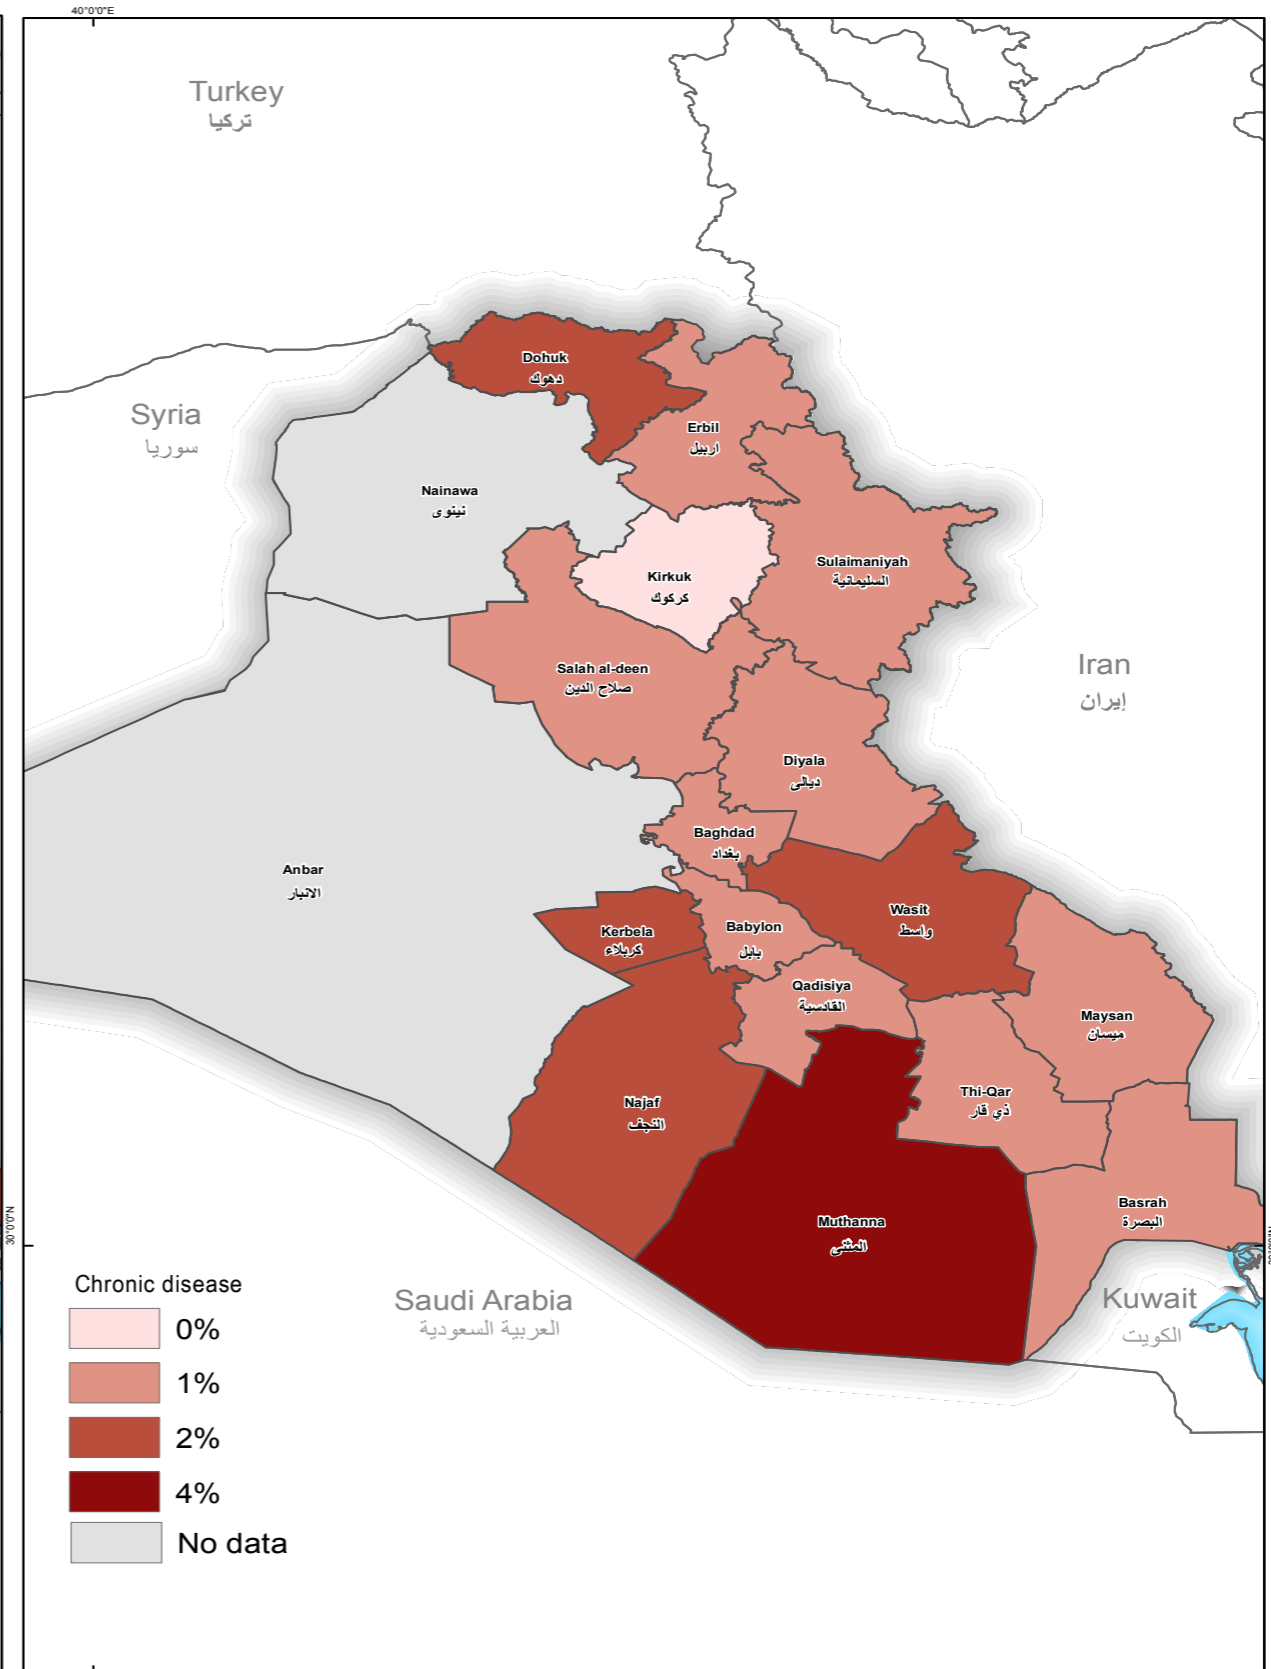 40°0'0"E
Turkey
تركيا
Dohuk
دهوك
Syria
سوريا
Erbil
اربيل
Nainawa
نينوى
Sulaimaniyah
السليمانية
Kirkuk
كركوك
Iran
إيران
Salah al-deen
صلاح الدين
Diyala
ديالى
Baghdad
بغداد
Anbar
الانبار
Wasit
واسط
Kerbela
كربلاء
Babylon
بابل
Qadisiya
القادسية
Maysan
ميسان
Najaf
النجف
Thi-Qar
ذي قار
Muthanna
المثنى
Basrah
البصرة
30°0'0"N
Saudi Arabia
العربية السعودية
Kuwait
الكويت
Chronic disease
0%
1%
2%
4%
No data